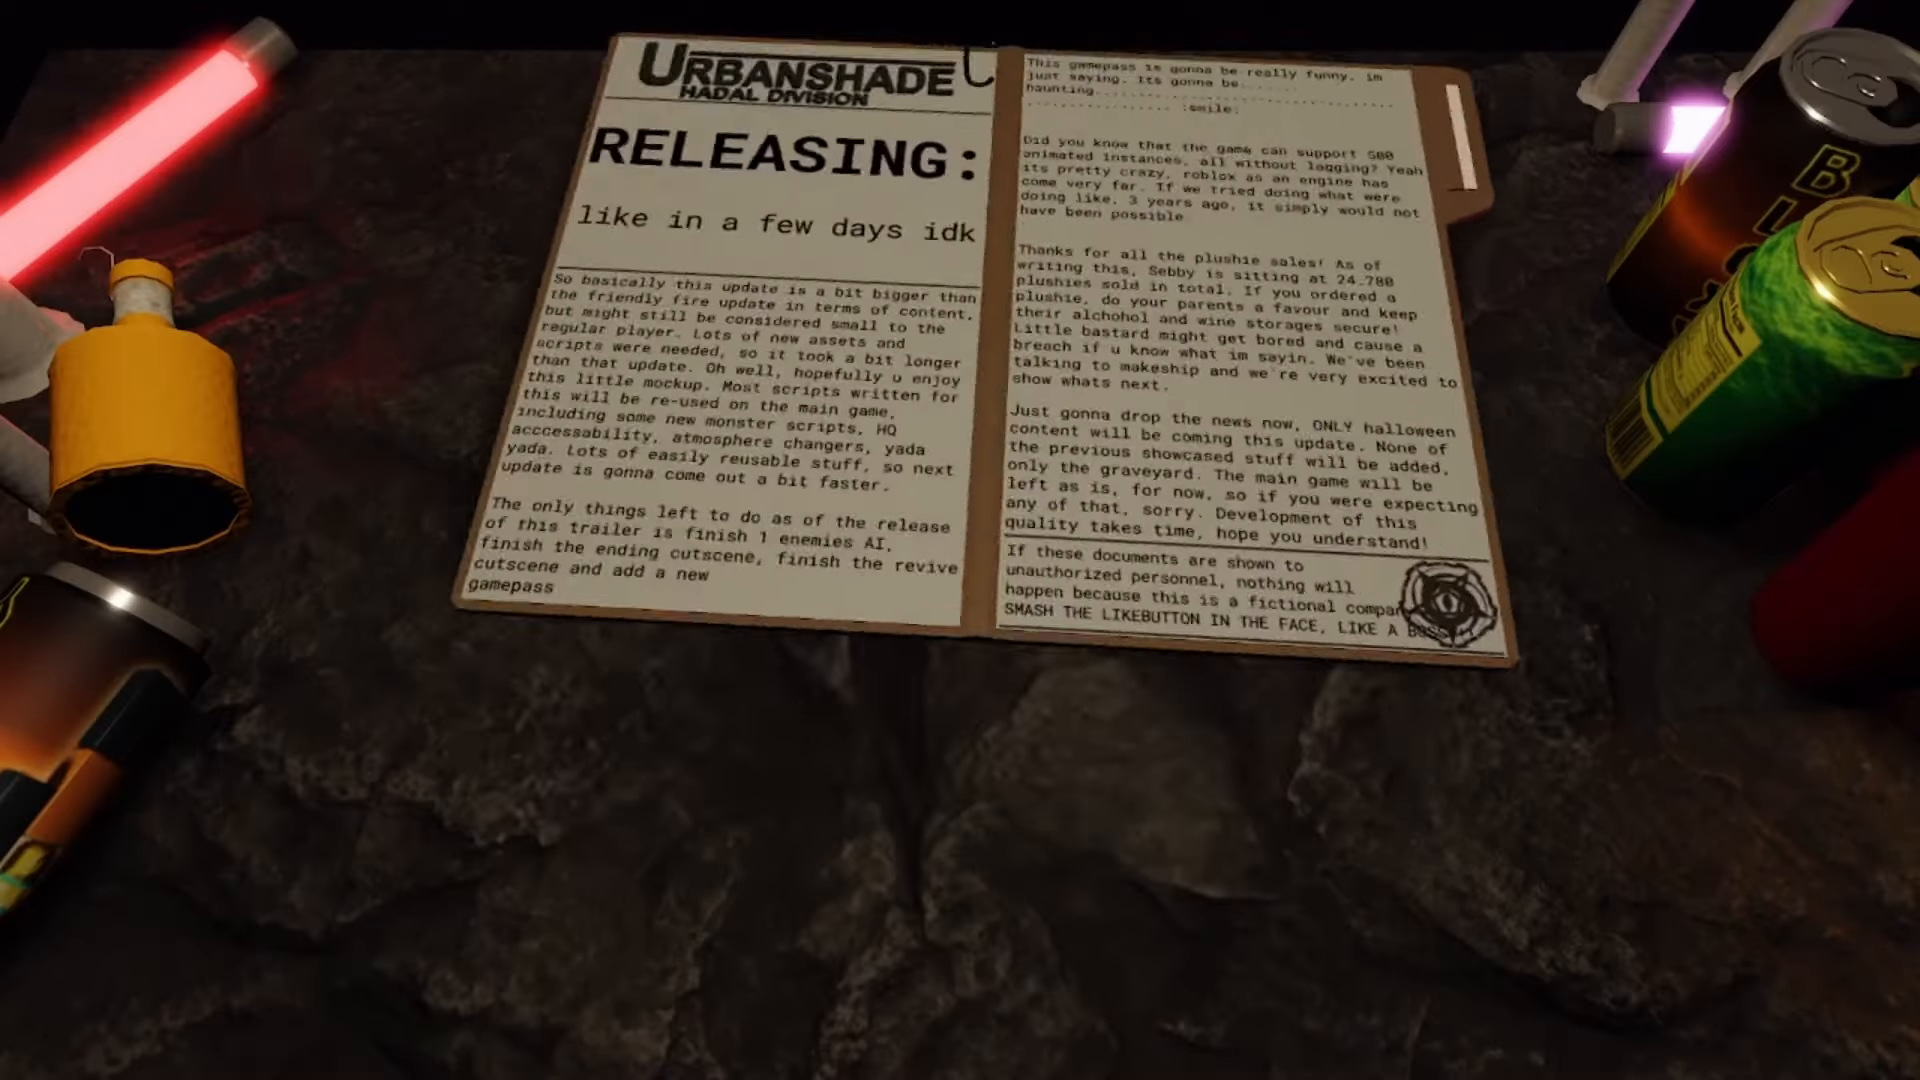 URBANSHADE
HADAL DIVISION
RELEASING:
like in a few days idk
So basically this update is a bit bigger than
the friendly fire update in terms of content,
but might still be considered small to the
regular player. Lots of new assets and
scripts were needed, so it took a bit longer
than that update. Oh well, hopefully u enjoy
this little mockup. Most scripts written for
this will be re-used on the main game,
including some new monster scripts, HQ
acccessability, atmosphere changers, yada
yada. Lots of easily reusable stuff, so next
update is gonna come out a bit faster.
The only things left to do as of the release
of this trailer is finish 1 enemies AI,
finish the ending cutscene, finish the revive
cutscene and add a new
gamepass
This gamepass is gonna be really funny. im
just saying. its gonna be.......
haunting.......................................
................... :smile:
Did you know that the game can support 500
animated instances, all without lagging? Yeah
its pretty crazy, roblox as an engine has
come very far. If we tried doing what were
doing like, 3 years ago, it simply would not
have been possible
Thanks for all the plushie sales! As of
writing this, Sebby is sitting at 24.780
plushies sold in total. If you ordered a
plushie, do your parents a favour and keep
their alchohol and wine storages secure!
Little bastard might get bored and cause a
breach if u know what im sayin. We've been
talking to makeship and we're very excited to
show whats next.
Just gonna drop the news now, ONLY halloween
content will be coming this update. None of
the previous showcased stuff will be added,
only the graveyard. The main game will be
left as is, for now, so if you were expecting
any of that, sorry. Development of this
quality takes time, hope you understand!
If these documents are shown to
unauthorized personnel, nothing will
happen because this is a fictional
SMASH THE LIKEBUTTON IN THE FACE, LIKE A BOSS